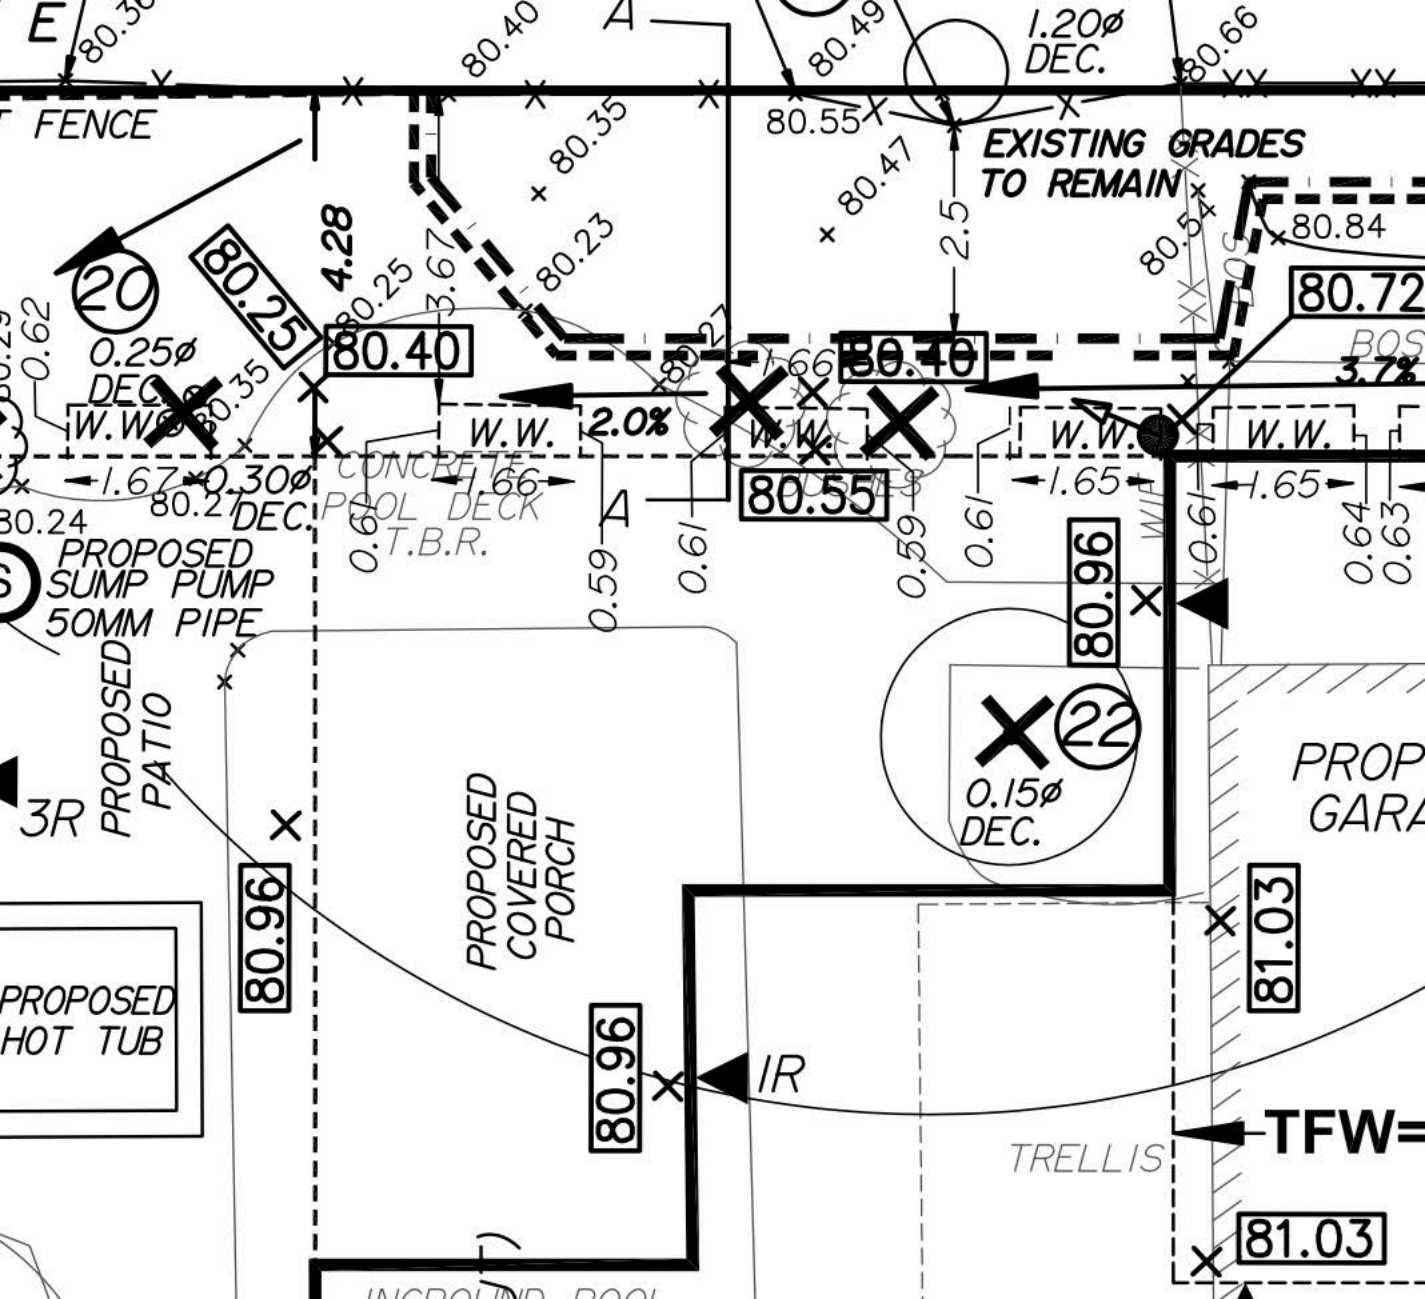 E
80.40
A
80.49
1.20ø
DEC.
80.66
T FENCE
80.35
80.55
80.47
EXISTING GRADES
TO REMAIN
4.28
80.23
2.5
80.54
80.84
20
80.25
80.25
3.67
80.72
0.62
0.25ø
DEC.
80.40
80.27
1.66
80.40
BOS
3.7%
80.35
W.W.
W.W.
2.0%
W.W.
W.W.
W.W.
1.67
0.30ø
DEC.
80.27
80.24
CONCRETE
POOL DECK
T.B.R.
1.66
A
80.55
1.65
1.65
0.61
0.59
0.61
0.59
0.61
0.61
0.64
0.63
PROPOSED
SUMP PUMP
50MM PIPE
S
80.96
PROPOSED
PATIO
3R
22
0.15ø
DEC.
PROP
GARA
PROPOSED
COVERED
PORCH
80.96
81.03
PROPOSED
HOT TUB
80.96
1R
TRELLIS
TFW=
81.03
INGROUND POOL